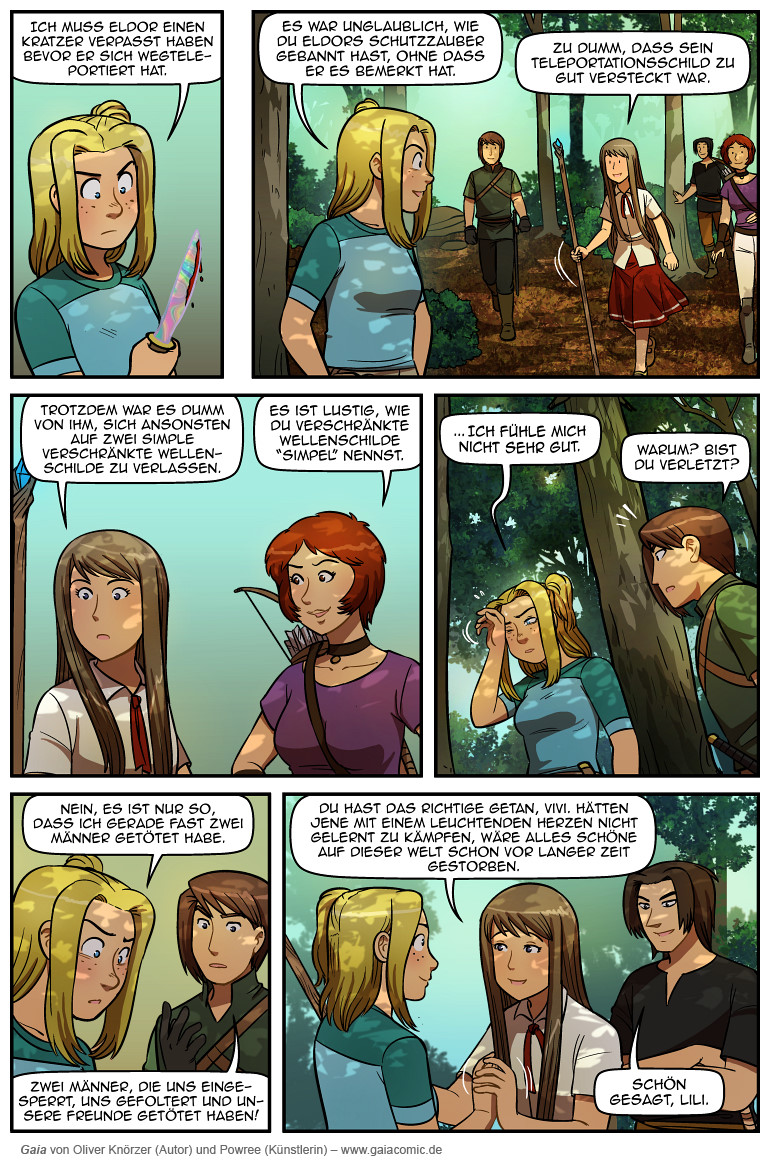 ICH MUSS ELDOR EINEN
KRATZER VERPASST HABEN
BEVOR ER SICH WEGTELE-
PORTIERT HAT.
ES WAR UNGLAUBLICH, WIE
DU ELDORS SCHUTZZAUBER
GEBANNT HAST, OHNE DASS
ER ES BEMERKT HAT.
ZU DUMM, DASS SEIN
TELEPORTATIONSSCHILD ZU
GUT VERSTECKT WAR.
TROTZDEM WAR ES DUMM
VON IHM, SICH ANSONSTEN
AUF ZWEI SIMPLE
VERSCHRÄNKTE WELLEN-
SCHILDE ZU VERLASSEN.
ES IST LUSTIG, WIE
DU VERSCHRÄNKTE
WELLENSCHILDE
"SIMPEL" NENNST.
...ICH FÜHLE MICH
NICHT SEHR GUT.
WARUM? BIST
DU VERLETZT?
NEIN, ES IST NUR SO,
DASS ICH GERADE FAST ZWEI
MÄNNER GETÖTET HABE.
ZWEI MÄNNER, DIE UNS EINGE-
SPERRT, UNS GEFOLTERT UND UN-
SERE FREUNDE GETÖTET HABEN!
DU HAST DAS RICHTIGE GETAN, VIVI. HÄTTEN
JENE MIT EINEM LEUCHTENDEN HERZEN NICHT
GELERNT ZU KÄMPFEN, WÄRE ALLES SCHÖNE
AUF DIESER WELT SCHON VOR LANGER ZEIT
GESTORBEN.
SCHÖN
GESAGT, LILI.
Gaia von Oliver Knörzer (Autor) und Powree (Künstlerin) – www.gaiacomic.de